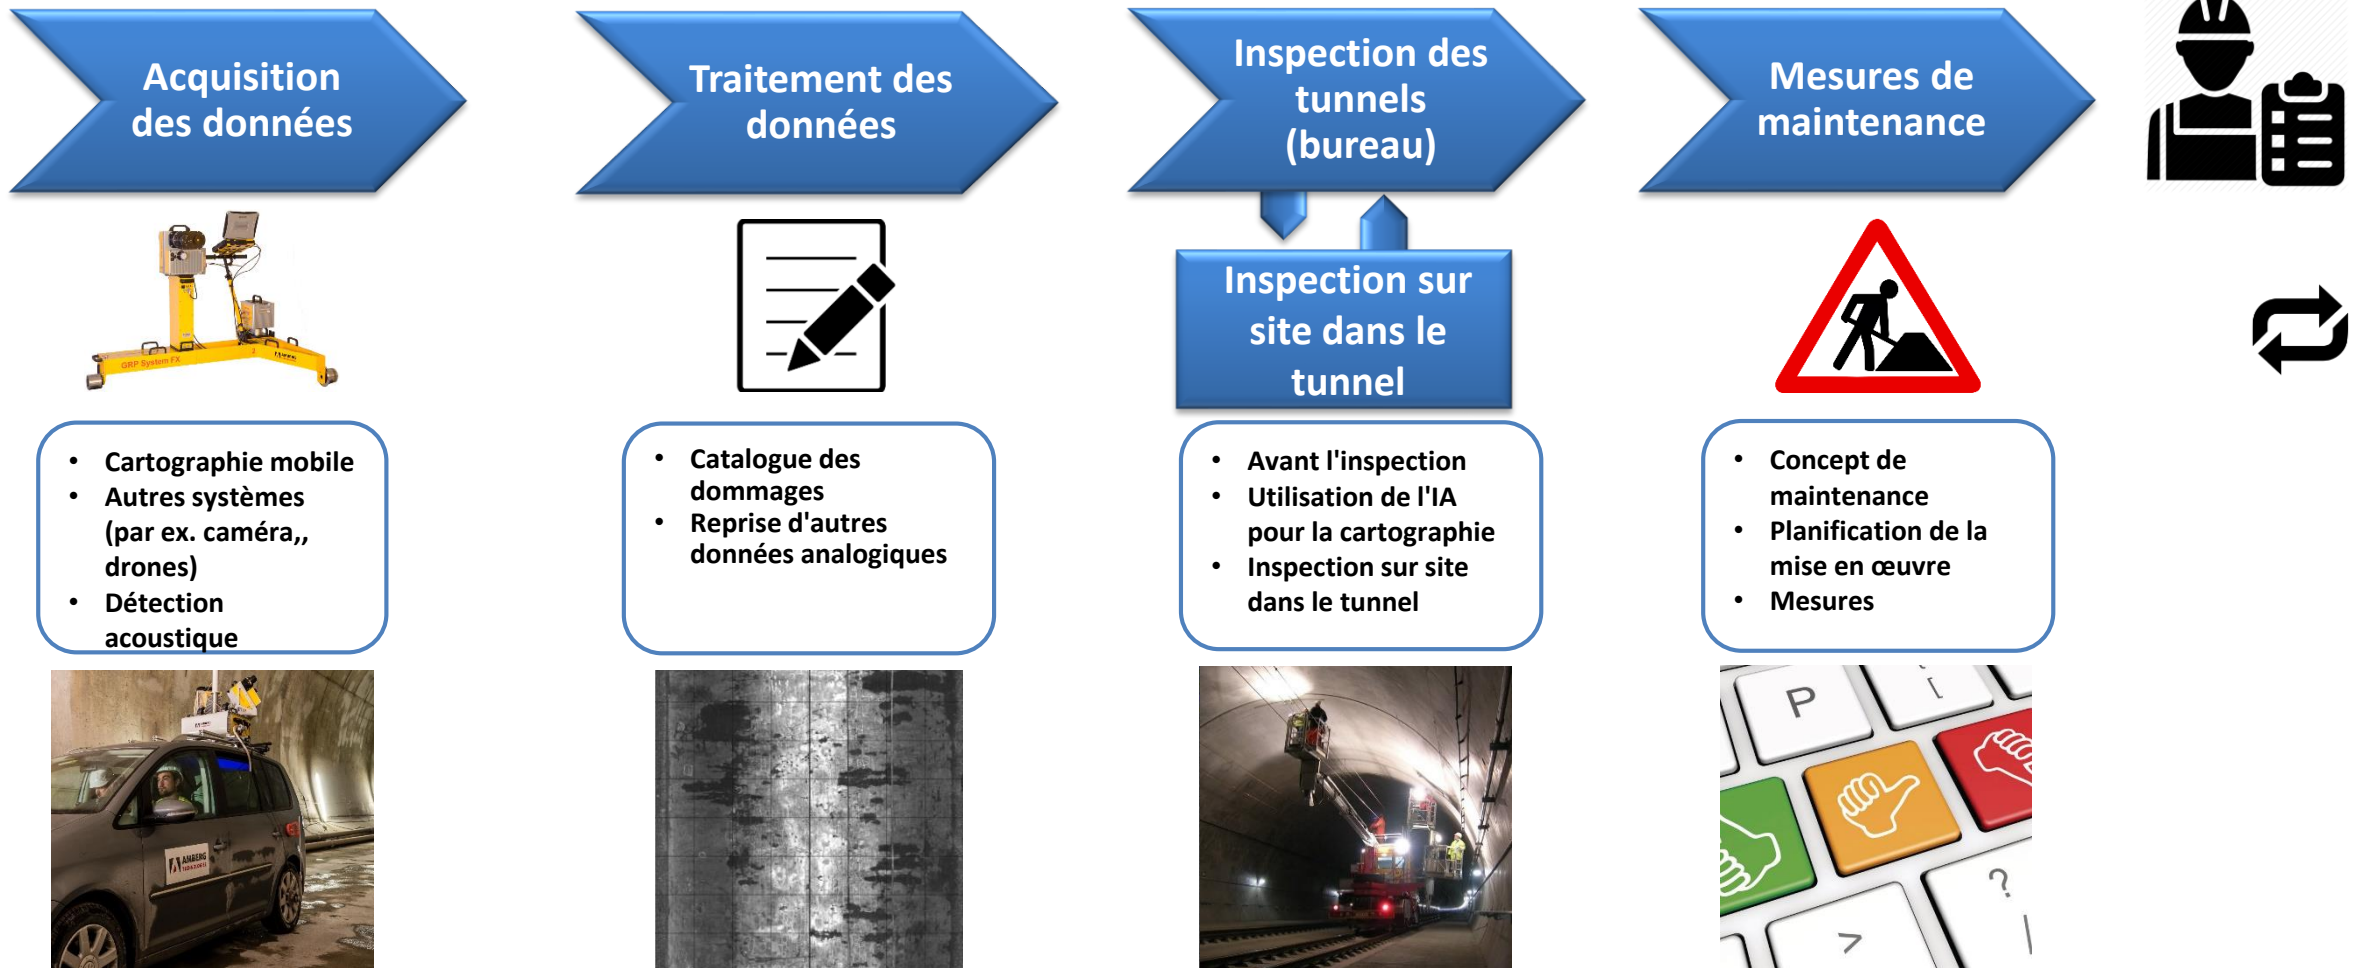 Acquisition
des données
Traitement des
données
Inspection des
tunnels
(bureau)
Mesures de
maintenance
Inspection sur
site dans le
tunnel
GRP System FX
AMBERG
• Cartographie mobile
• Autres systèmes
(par ex. caméra,,
drones)
• Détection
acoustique
• Catalogue des
dommages
• Reprise d'autres
données analogiques
• Avant l'inspection
• Utilisation de l'IA
pour la cartographie
• Inspection sur site
dans le tunnel
• Concept de
maintenance
• Planification de la
mise en œuvre
• Mesures
AMBERG
TECHNOLOGIES
P
[
?
>